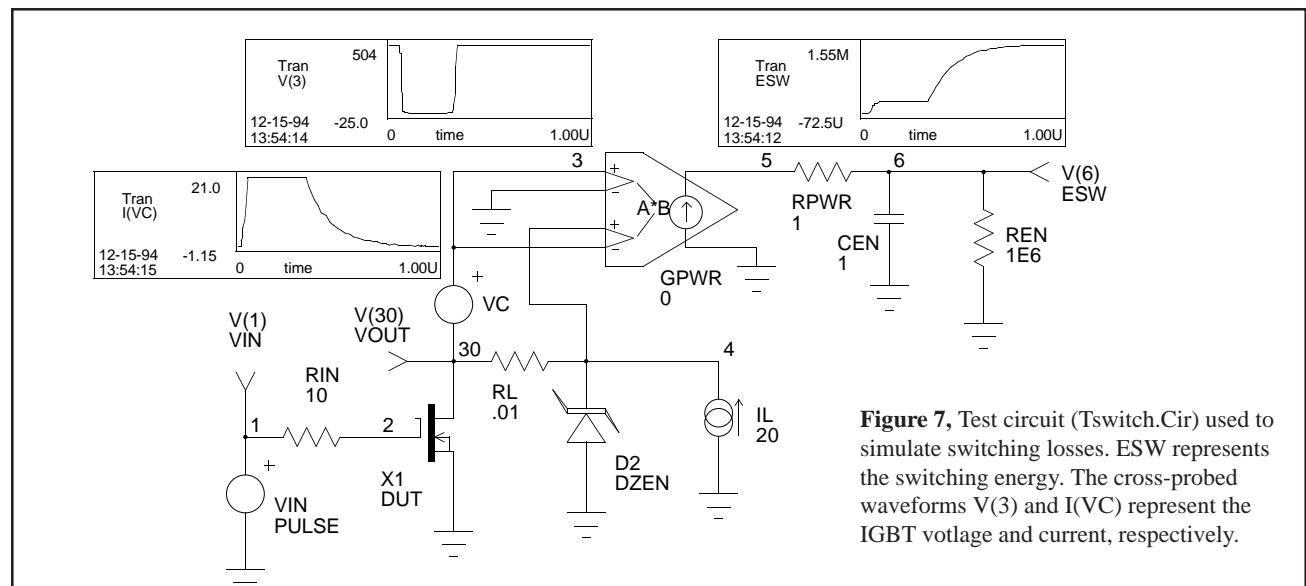 Tran
V(3)
504
-25.0
12-15-94
13:54:14
0 time 1.00U
Tran
ESW
1.55M
-72.5U
12-15-94
13:54:12
0 time 1.00U
Tran
I(VC)
21.0
-1.15
12-15-94
13:54:15
0 time 1.00U
3
+
-
+
-
A*B
GPWR
0
5
RPWR
1
6
V(6)
ESW
CEN
1
REN
1E6
+
VC
V(1)
VIN
V(30)
VOUT
30
RIN
10
RL
.01
4
1
2
IL
20
+
VIN
PULSE
X1
DUT
D2
DZEN
Figure 7, Test circuit (Tswitch.Cir) used to
simulate switching losses. ESW represents
the switching energy. The cross-probed
waveforms V(3) and I(VC) represent the
IGBT votlage and current, respectively.